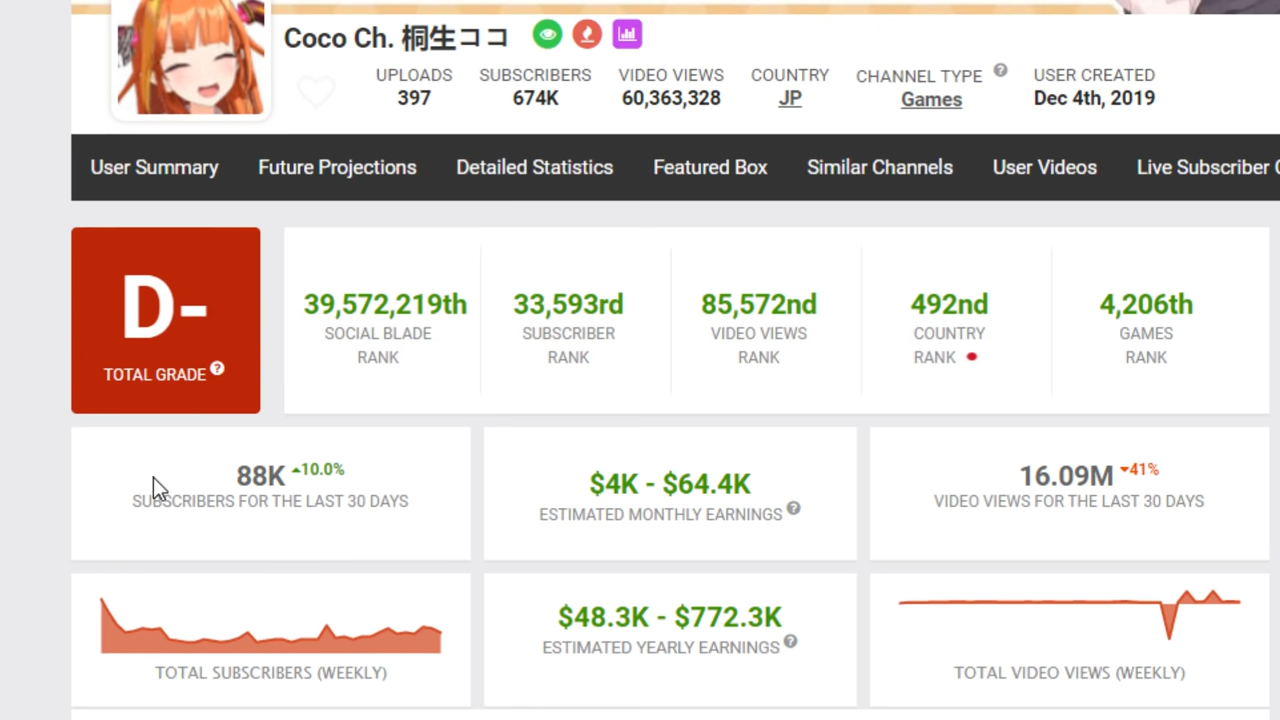 Coco Ch. 桐生ココ
UPLOADS
397
SUBSCRIBERS
674K
VIDEO VIEWS
60,363,328
COUNTRY
JP
CHANNEL TYPE ?
Games
USER CREATED
Dec 4th, 2019
User Summary
Future Projections
Detailed Statistics
Featured Box
Similar Channels
User Videos
Live Subscriber
D-
TOTAL GRADE ?
39,572,219th
SOCIAL BLADE
RANK
33,593rd
SUBSCRIBER
RANK
85,572nd
VIDEO VIEWS
RANK
492nd
COUNTRY
RANK
4,206th
GAMES
RANK
88K 10.0%
SUBSCRIBERS FOR THE LAST 30 DAYS
$4K - $64.4K
ESTIMATED MONTHLY EARNINGS ?
16.09M 41%
VIDEO VIEWS FOR THE LAST 30 DAYS
TOTAL SUBSCRIBERS (WEEKLY)
$48.3K - $772.3K
ESTIMATED YEARLY EARNINGS ?
TOTAL VIDEO VIEWS (WEEKLY)